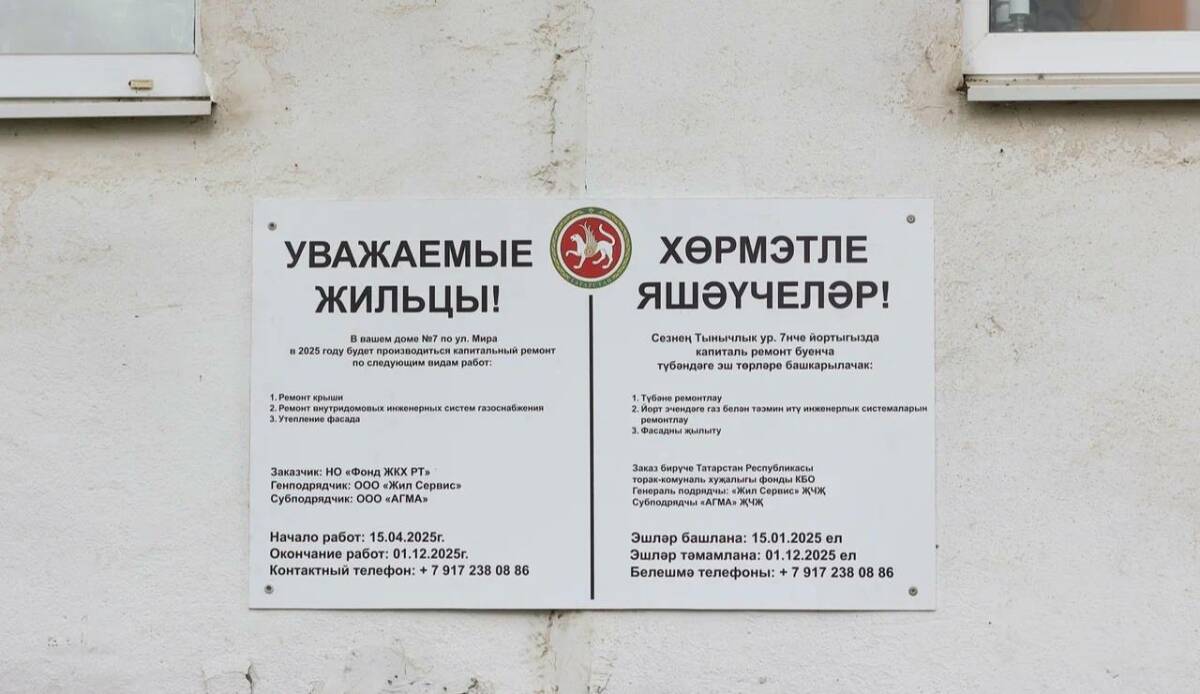 УВАЖАЕМЫЕ
ЖИЛЬЦЫ!
В вашем доме №7 по ул. Мира
в 2025 году будет производиться капитальный ремонт
по следующим видам работ:
1. Ремонт крыши
2. Ремонт внутридомовых инженерных систем газоснабжения
3. Утепление фасада
Заказчик: НО «Фонд ЖКХ РТ»
Генподрядчик: ООО «Жил Сервис»
Субподрядчик: ООО «АГМА»
Начало работ: 15.04.2025г.
Окончание работ: 01.12.2025г.
Контактный телефон: + 7 917 238 08 86
ТАТАРСТАН
ХӨРМЭТЛЕ
ЯШӘҮЧЕЛӘР!
Сезнең Тынычлык ур. 7нче йортыгызда
капиталь ремонт буенча
түбәндәге эш төрләре башкарылачак:
1. Түбәне ремонтлау
2. Йорт эчендәге газ белән тәэмин итү инженерлык системаларын
ремонтлау
3. Фасадны җылыту
Заказ бирүче Татарстан Республикасы
торак-комуналь хуҗалыгы фонды КБО
Генераль подрядчы: «Жил Сервис» ҖЧҖ
Субподрядчы «АГМА» ҖЧҖ
Эшләр башлана: 15.01.2025 ел
Эшләр тәмамлана: 01.12.2025 ел
Белешмә телефоны: + 7 917 238 08 86